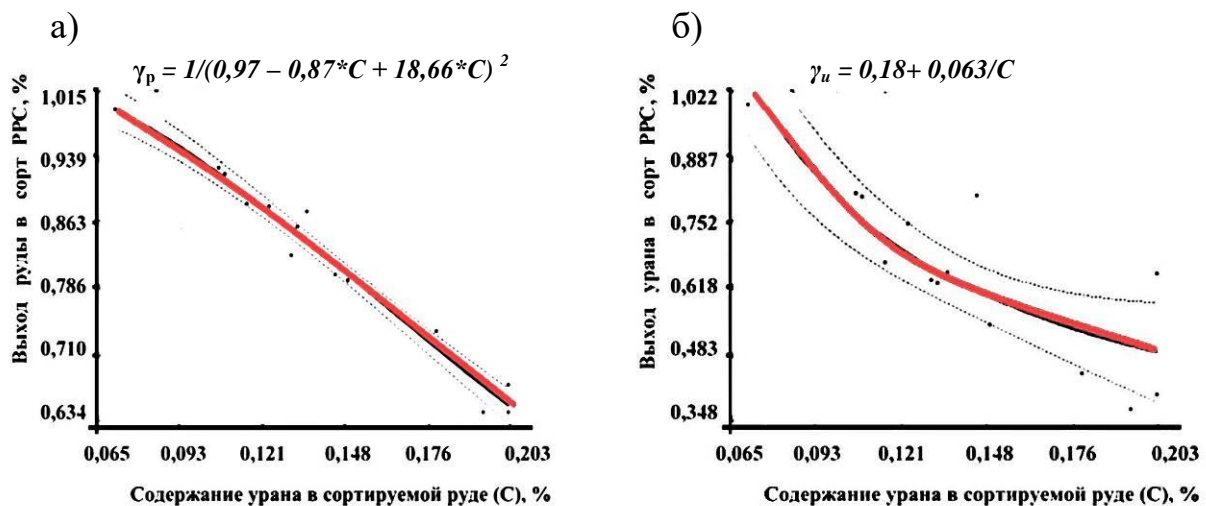 а)
γр = 1/(0,97 – 0,87*C + 18,66*C) ²
Выход руды в сорт РРС, %
1,015
0,939
0,863
0,786
0,710
0,634
0,065 0,093 0,121 0,148 0,176 0,203
Содержание урана в сортируемой руде (С), %
б)
γи = 0,18+ 0,063/C
Выход урана в сорт РРС, %
1,022
0,887
0,752
0,618
0,483
0,348
0,065 0,093 0,121 0,148 0,176 0,203
Содержание урана в сортируемой руде (С), %